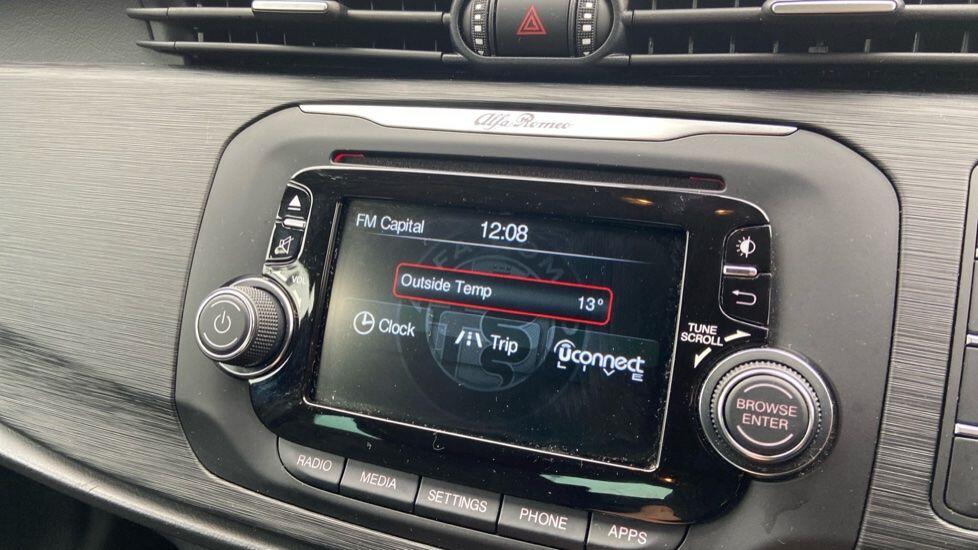 Alfa Romeo
FM Capital 12:08
Outside Temp 13°
Clock Trip uconnect
LIVE
VOL
TUNE
SCROLL
BROWSE
ENTER
RADIO MEDIA SETTINGS PHONE APPS